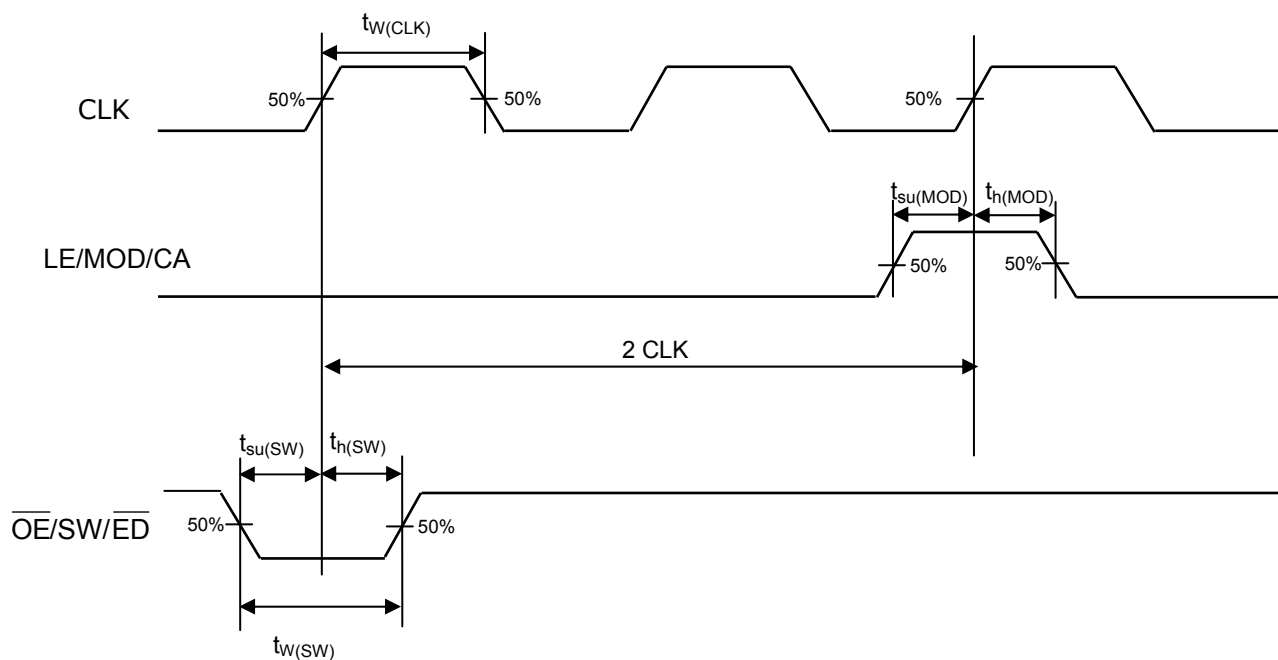 tW(CLK)
CLK
50%
50%
50%
tsu(MOD)
th(MOD)
LE/MOD/CA
50%
50%
2 CLK
tsu(SW)
th(SW)
OE/SW/ED
50%
50%
tW(SW)